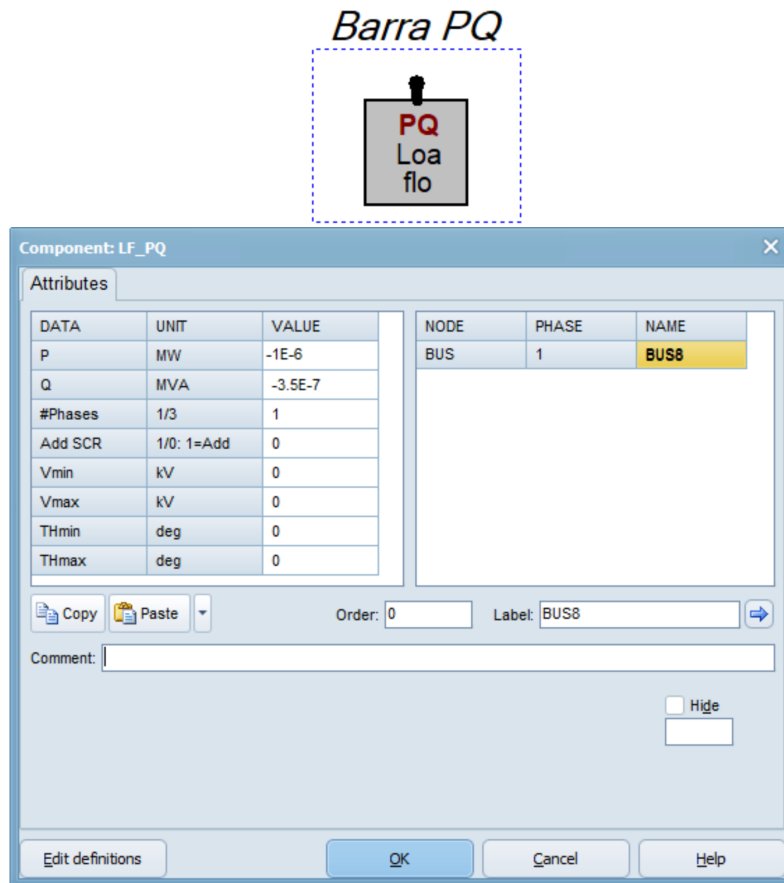 Barra PQ
PQ
Loa
flo
Component: LF_PQ
Attributes
DATA UNIT VALUE
P MW -1E-6
Q MVA -3.5E-7
#Phases 1/3 1
Add SCR 1/0: 1=Add 0
Vmin kV 0
Vmax kV 0
THmin deg 0
THmax deg 0
NODE PHASE NAME
BUS 1 BUS8
Copy Paste Order: 0 Label: BUS8
Comment:
Hide
Edit definitions OK Cancel Help